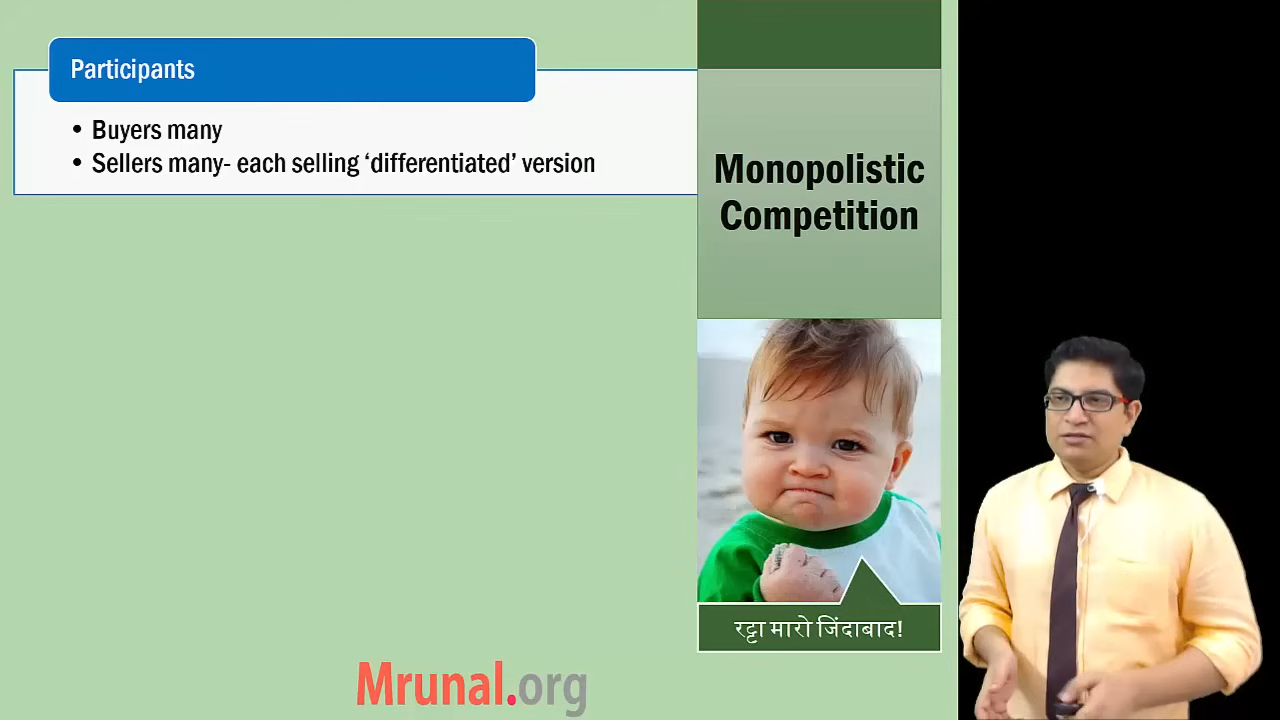 Participants
• Buyers many
• Sellers many- each selling ‘differentiated’ version
Monopolistic
Competition
रट्टा मारो जिंदाबाद!
Mrunal.org